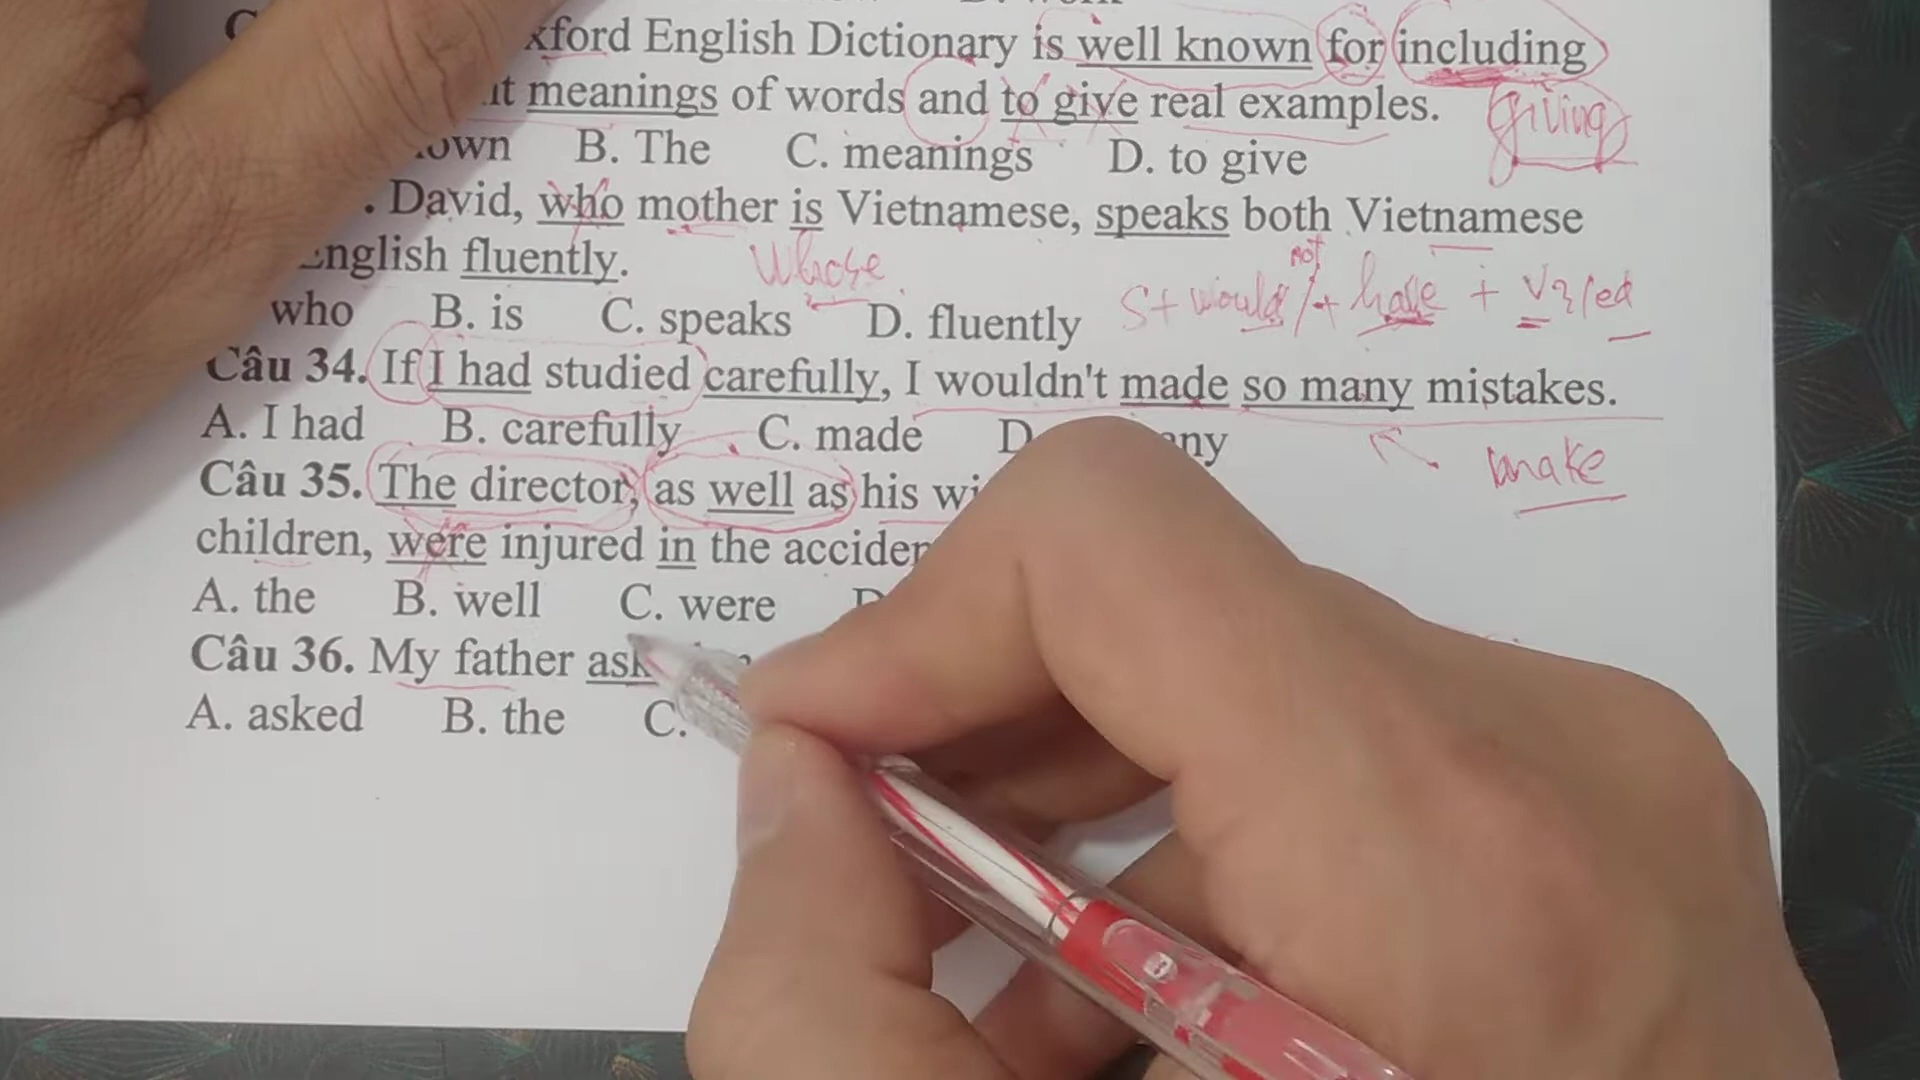 xford English Dictionary is well known for including
meanings of words and to give real examples. giving
own B. The C. meanings D. to give
. David, who mother is Vietnamese, speaks both Vietnamese
English fluently. Whose
not
who B. is C. speaks D. fluently S + would / + have + V3/ed
Câu 34. If I had studied carefully, I wouldn't made so many mistakes.
A. I had B. carefully C. made D. make
Câu 35. The director, as well as his
children, were injured in the
A. the B. well C. were
Câu 36. My father
A. asked B. the C.